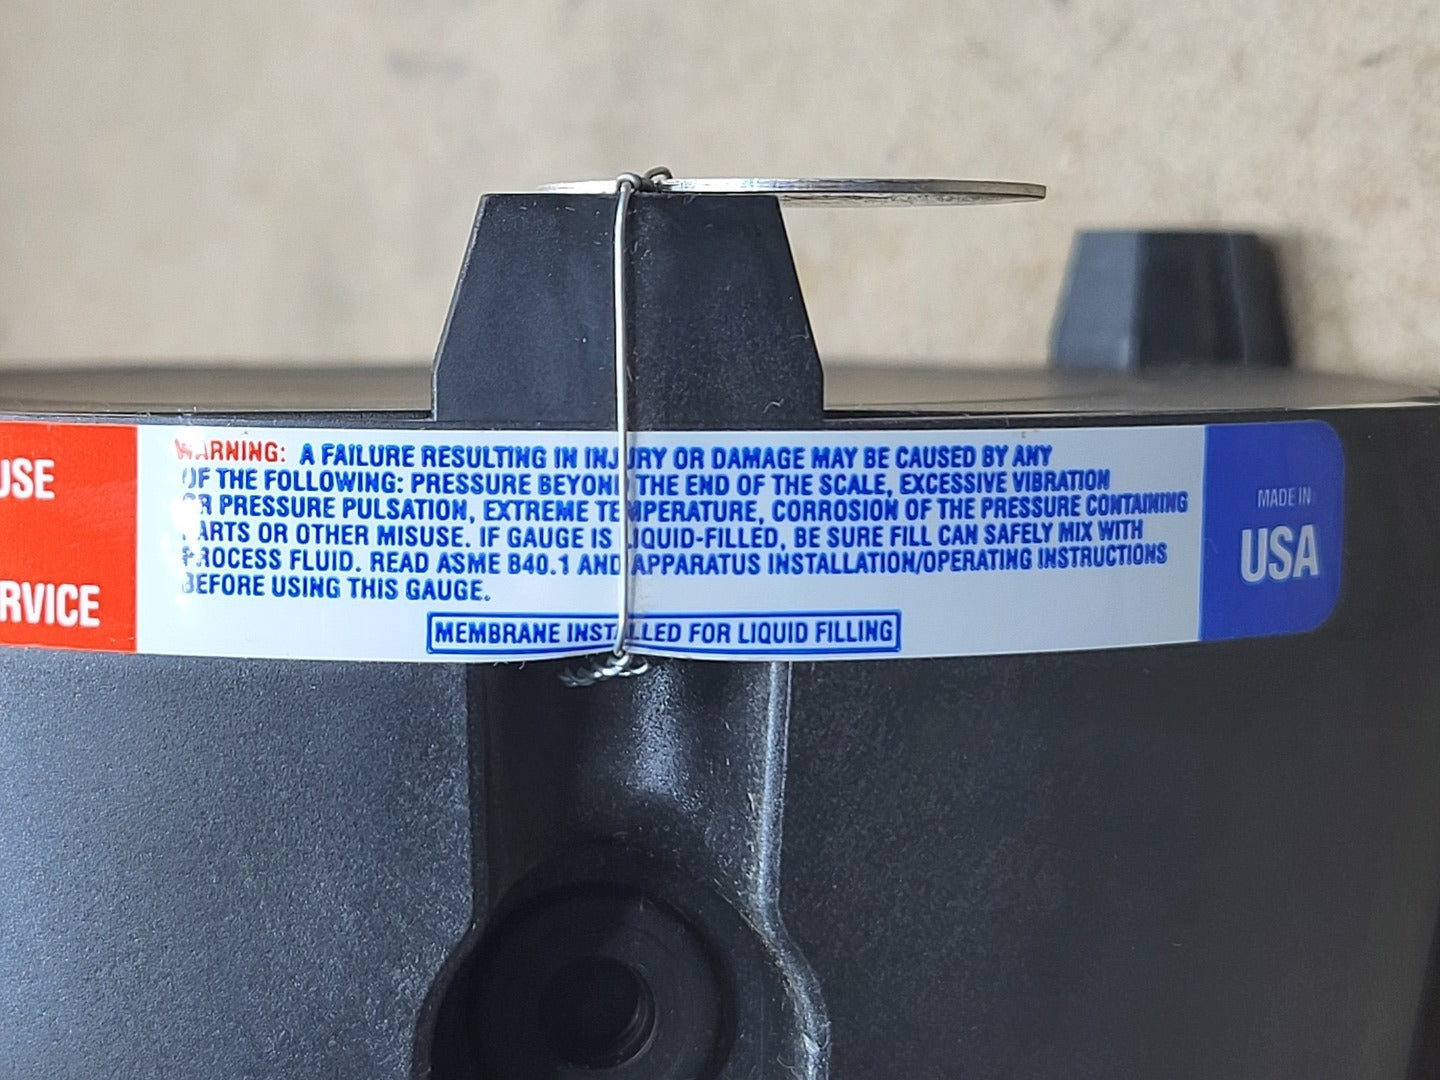 USE
RVICE
WARNING: A FAILURE RESULTING IN INJURY OR DAMAGE MAY BE CAUSED BY ANY
OF THE FOLLOWING: PRESSURE BEYOND THE END OF THE SCALE, EXCESSIVE VIBRATION
OR PRESSURE PULSATION, EXTREME TEMPERATURE, CORROSION OF THE PRESSURE CONTAINING
PARTS OR OTHER MISUSE. IF GAUGE IS LIQUID-FILLED, BE SURE FILL CAN SAFELY MIX WITH
PROCESS FLUID. READ ASME B40.1 AND APPARATUS INSTALLATION/OPERATING INSTRUCTIONS
BEFORE USING THIS GAUGE.
MEMBRANE INSTALLED FOR LIQUID FILLING
MADE IN
USA